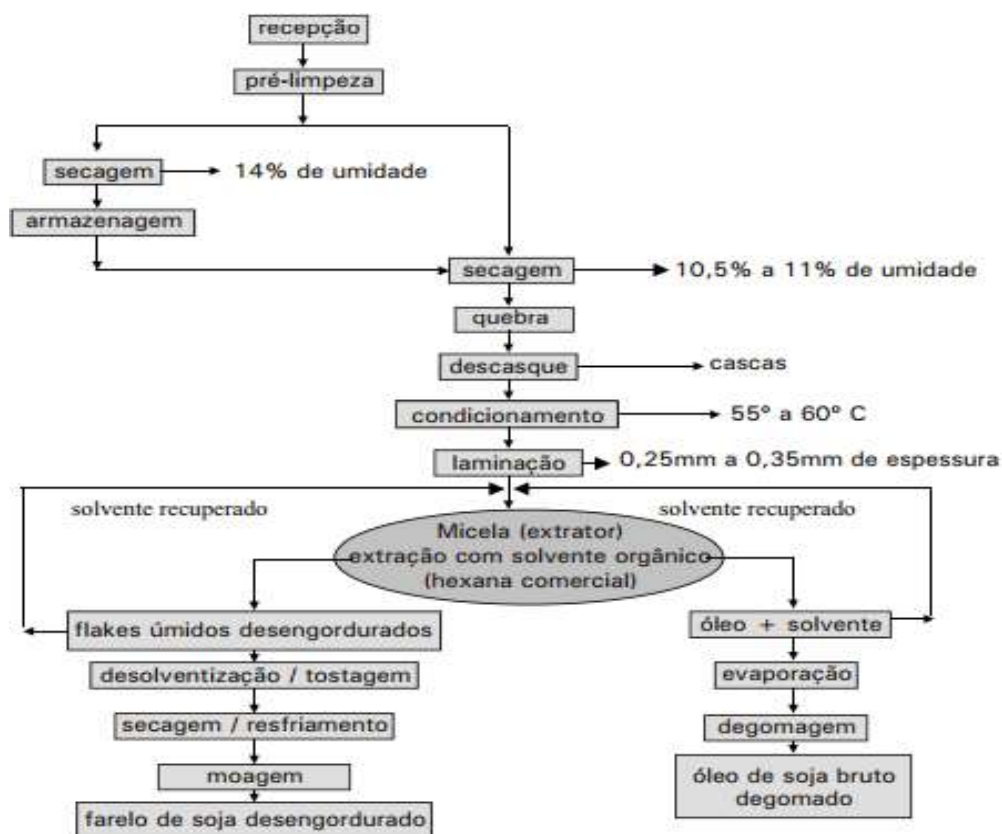 recepção
pré-limpeza
secagem
14% de umidade
armazenagem
secagem
10,5% a 11% de umidade
quebra
descasque
cascas
condicionamento
55º a 60º C
laminação
0,25mm a 0,35mm de espessura
solvente recuperado
solvente recuperado
Micela (extrator)
extração com solvente orgânico
(hexana comercial)
flakes úmidos desengordurados
óleo + solvente
desolventização / tostagem
evaporação
secagem / resfriamento
degomagem
moagem
óleo de soja bruto
degomado
farelo de soja desengordurado